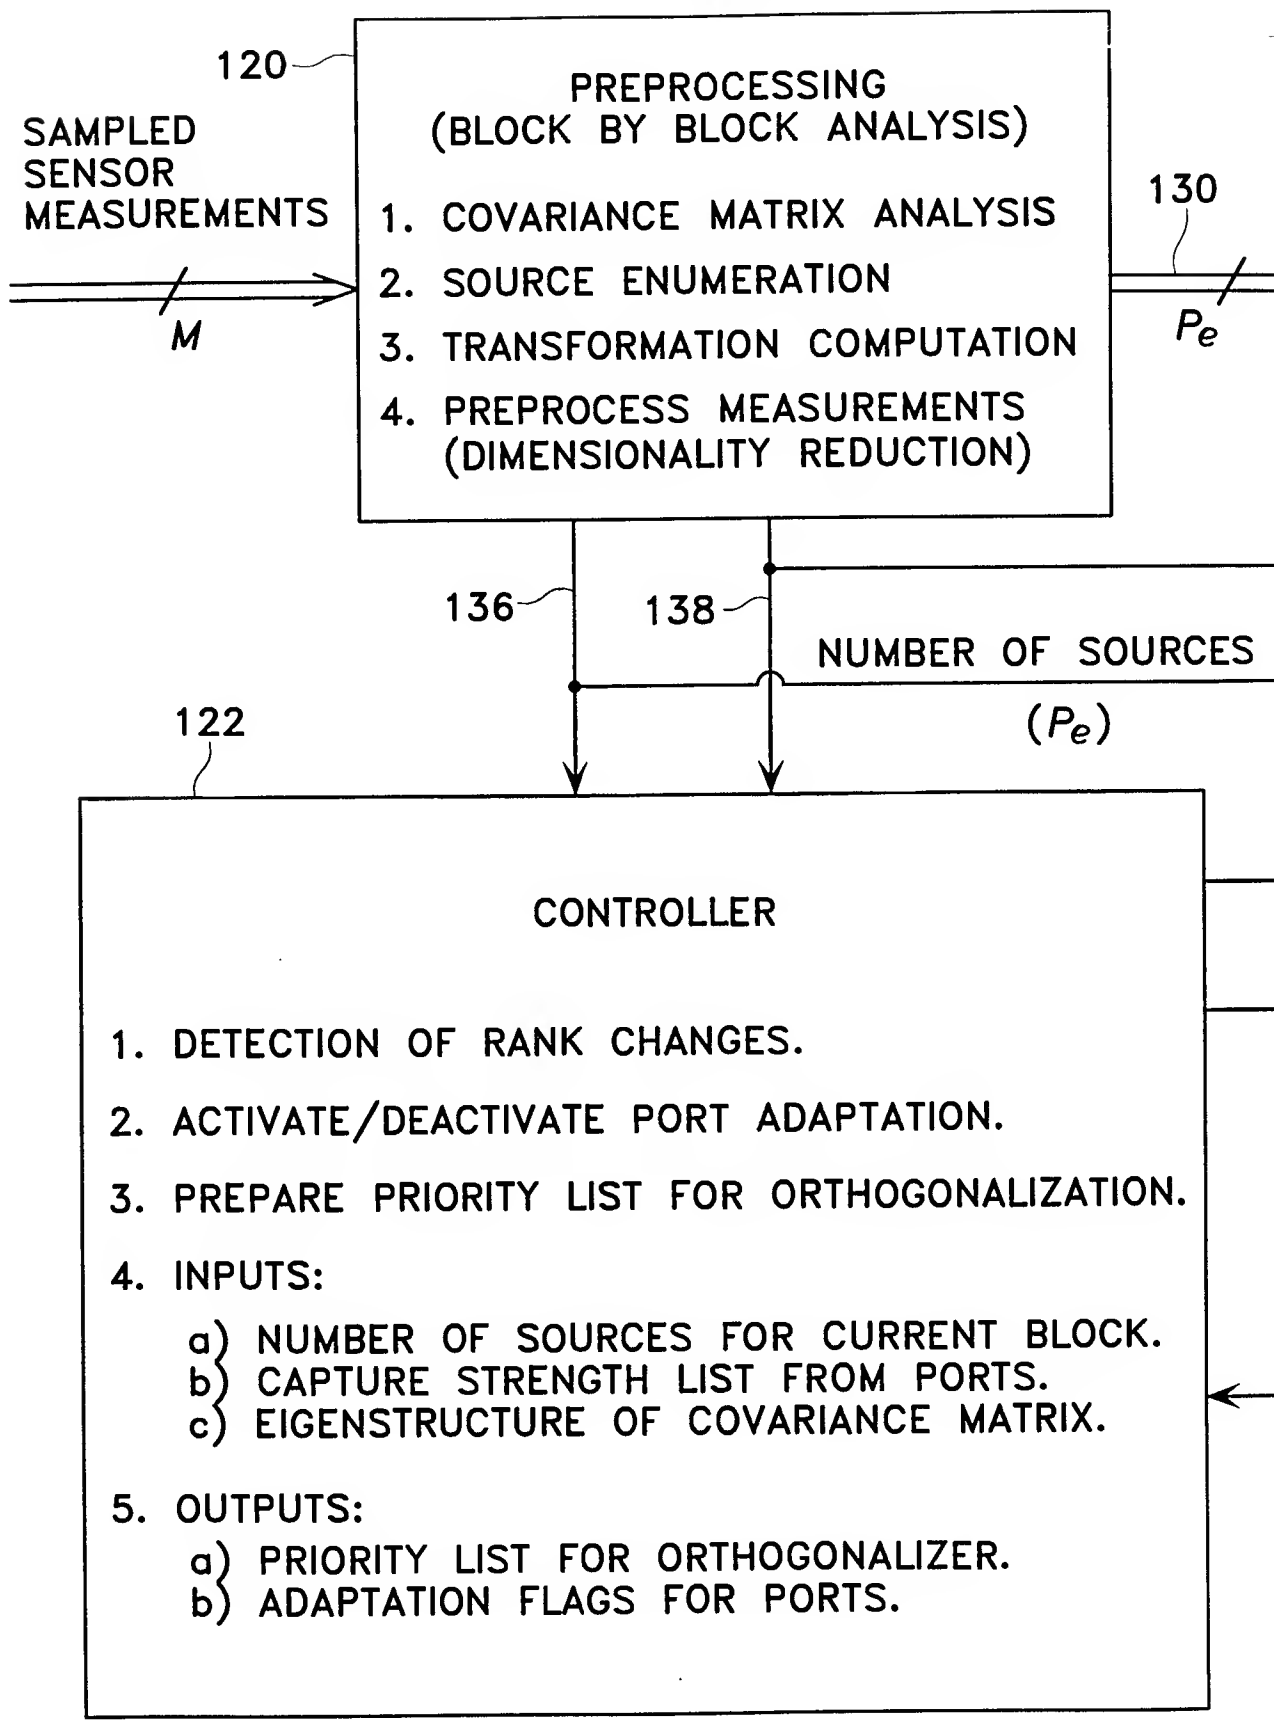 120
PREPROCESSING
(BLOCK BY BLOCK ANALYSIS)
SAMPLED
SENSOR
MEASUREMENTS
M
1. COVARIANCE MATRIX ANALYSIS
2. SOURCE ENUMERATION
3. TRANSFORMATION COMPUTATION
4. PREPROCESS MEASUREMENTS
(DIMENSIONALITY REDUCTION)
130
Pe
136
138
NUMBER OF SOURCES
(Pe)
122
CONTROLLER
1. DETECTION OF RANK CHANGES.
2. ACTIVATE/DEACTIVATE PORT ADAPTATION.
3. PREPARE PRIORITY LIST FOR ORTHOGONALIZATION.
4. INPUTS:
a) NUMBER OF SOURCES FOR CURRENT BLOCK.
b) CAPTURE STRENGTH LIST FROM PORTS.
c) EIGENSTRUCTURE OF COVARIANCE MATRIX.
5. OUTPUTS:
a) PRIORITY LIST FOR ORTHOGONALIZER.
b) ADAPTATION FLAGS FOR PORTS.